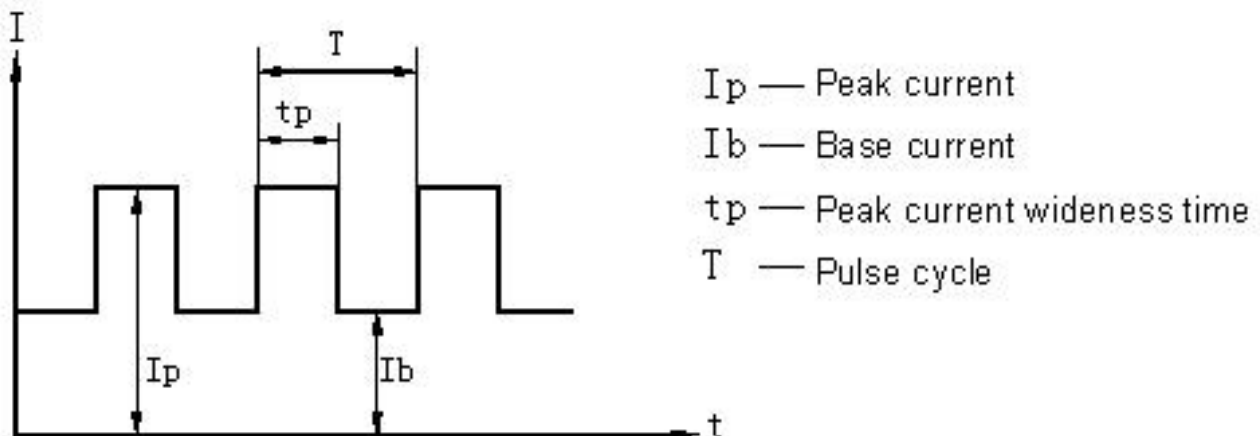 I
T
tp
Ip
Ib
t
Ip — Peak current
Ib — Base current
tp — Peak current wideness time
T — Pulse cycle